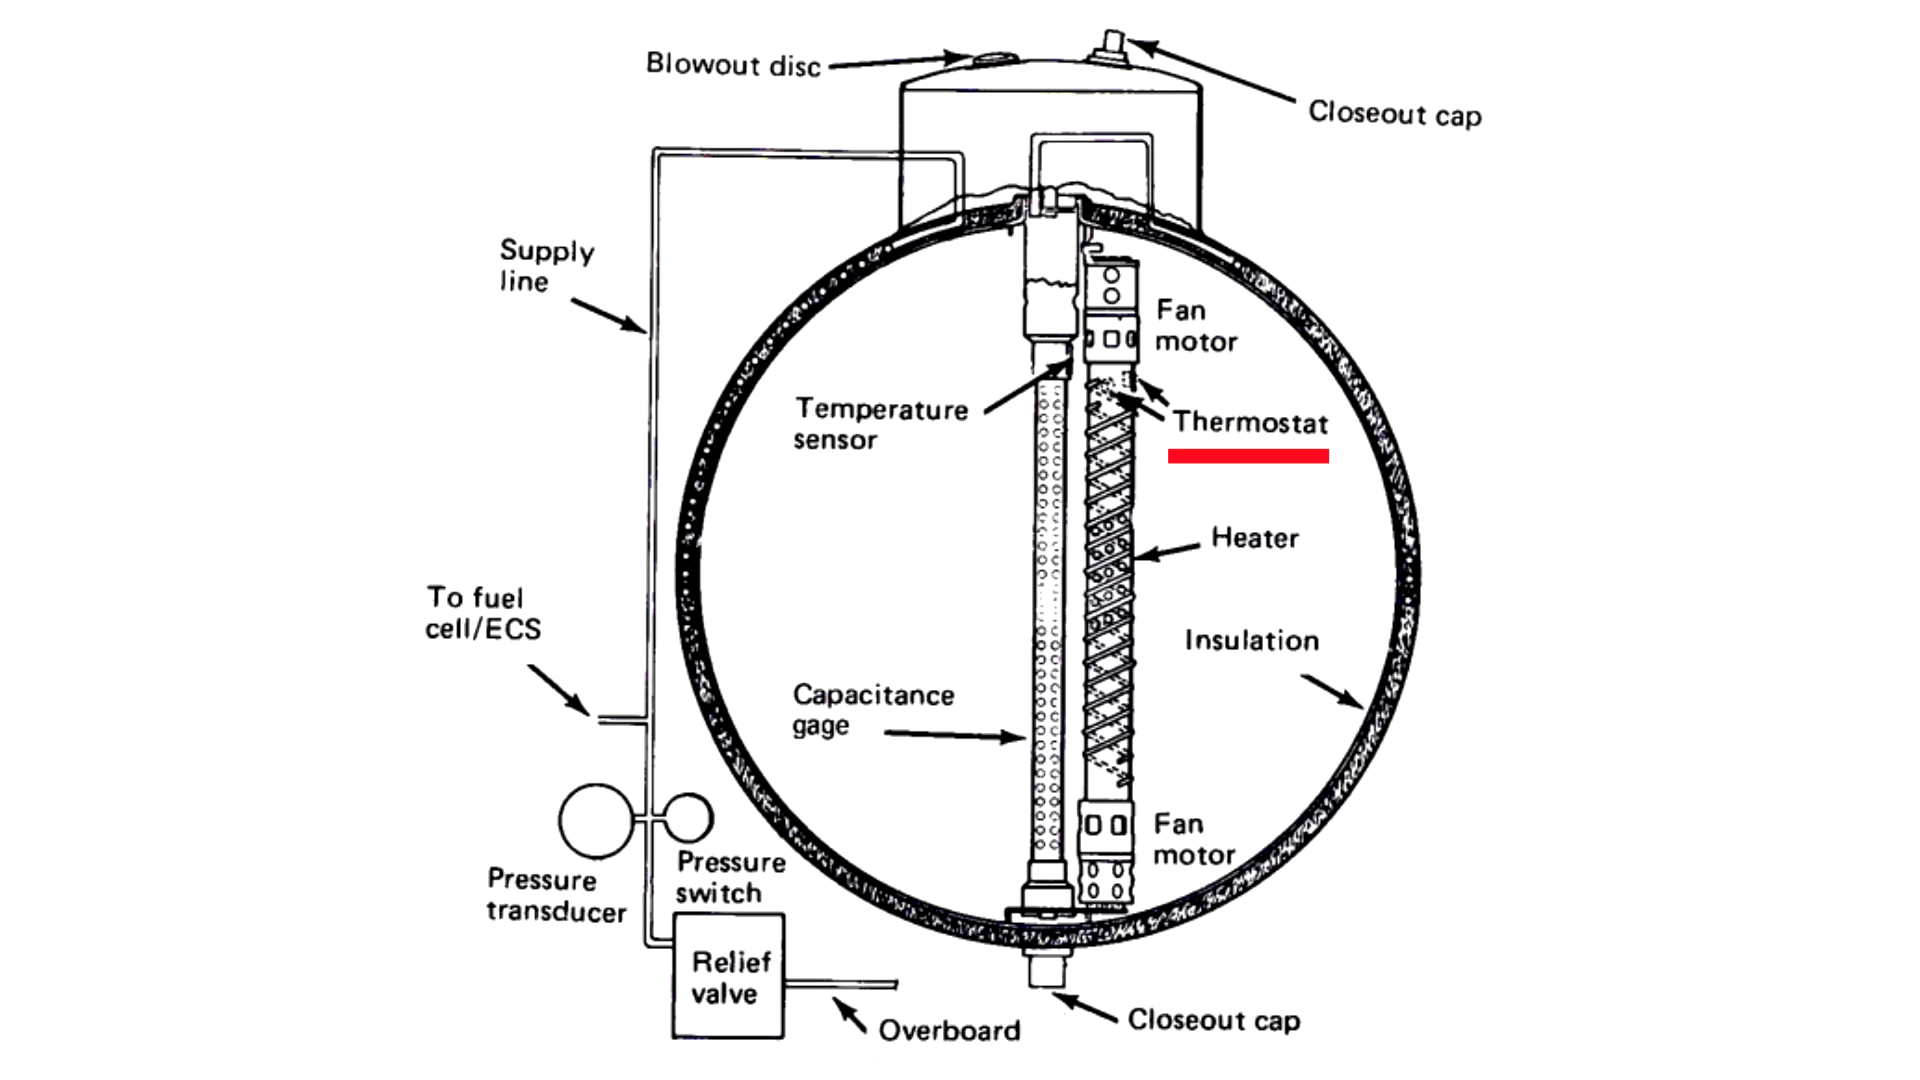 Blowout disc
Closeout cap
Supply
line
Fan
motor
Temperature
sensor
Thermostat
Heater
To fuel
cell/ECS
Insulation
Capacitance
gage
Fan
motor
Pressure
switch
Pressure
transducer
Relief
valve
Overboard
Closeout cap